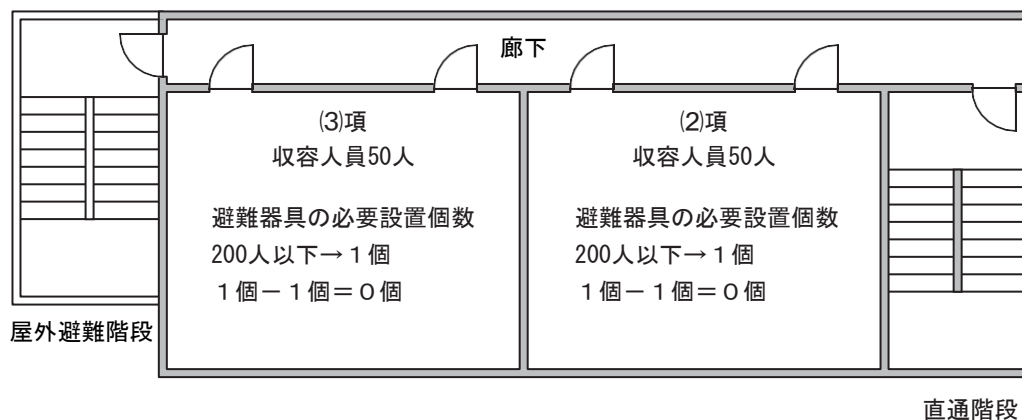 廊下
⑶項
収容人員50人
避難器具の必要設置個数
200人以下→１個
１個－１個＝０個
⑵項
収容人員50人
避難器具の必要設置個数
200人以下→１個
１個－１個＝０個
屋外避難階段
直通階段